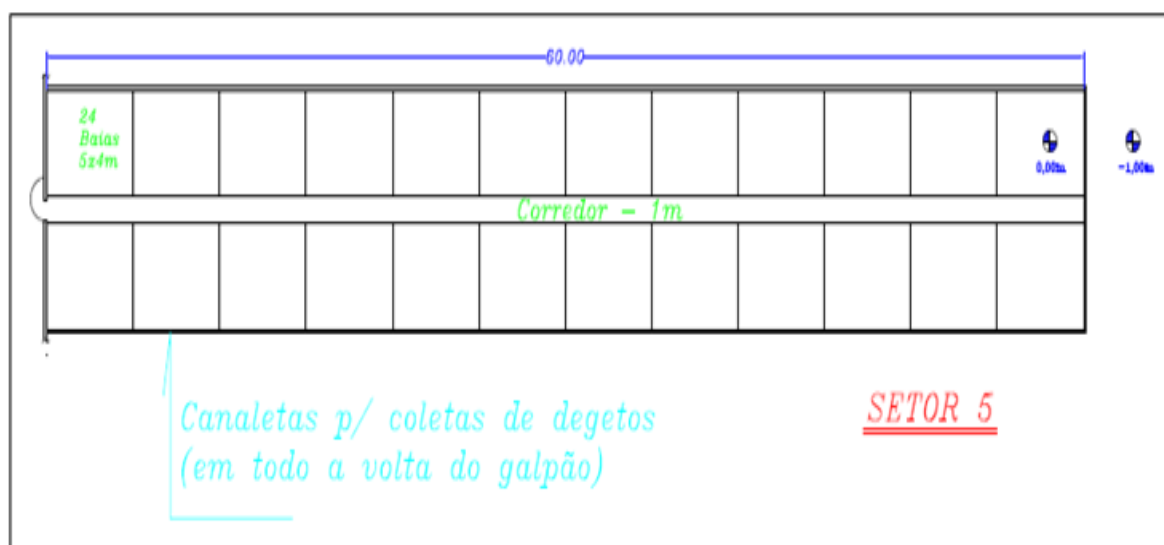 60.00
24
Baias
5x4m
0,00m
-1,00m
Corredor - 1m
Canaletas p/ coletas de degetos
(em todo a volta do galpão)
SETOR 5